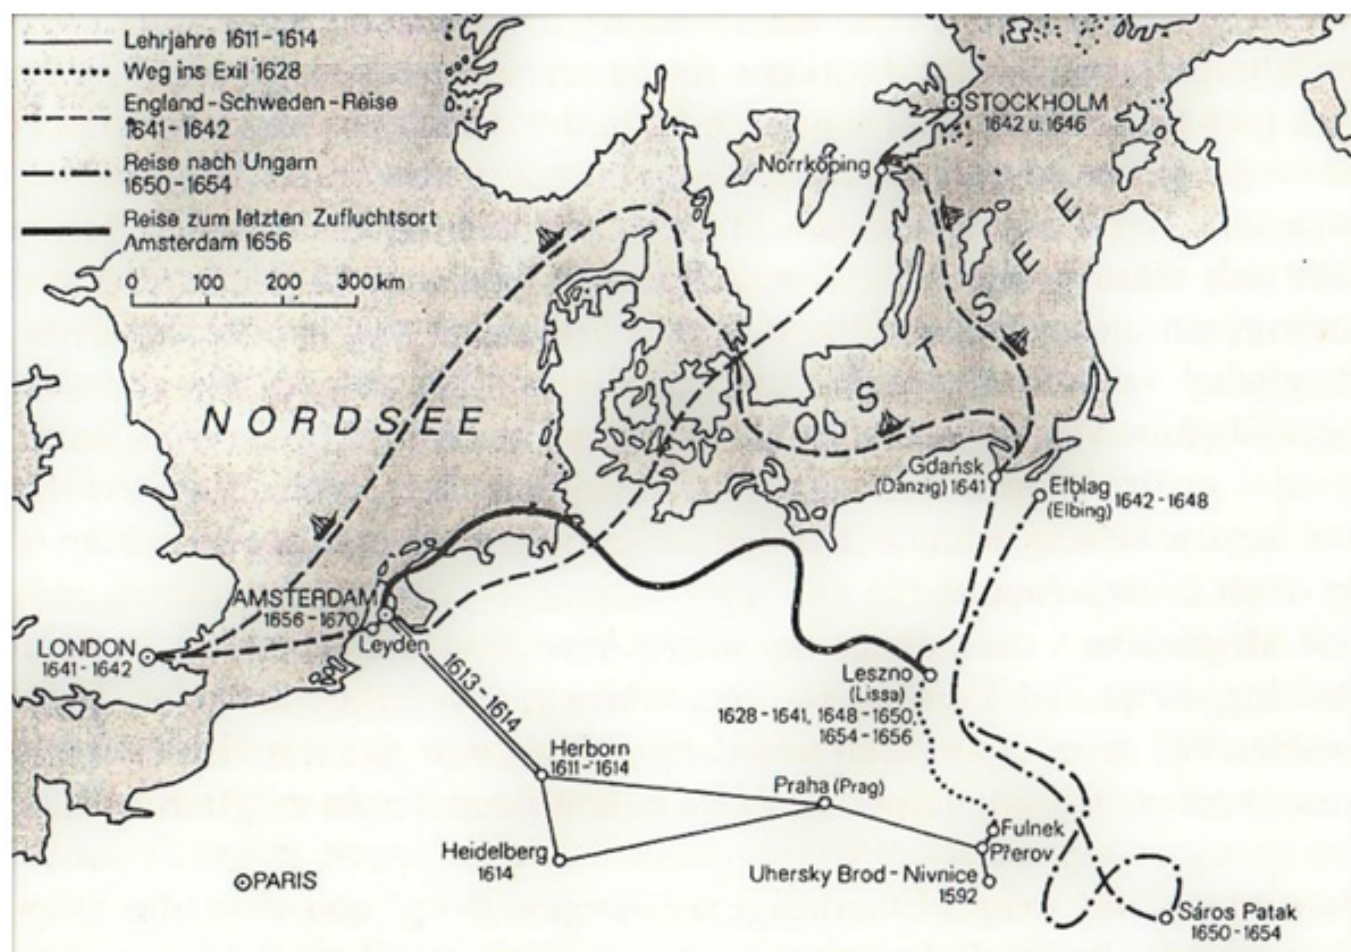 Lehrjahre 1611-1614
Weg ins Exil 1628
England-Schweden-Reise
1641-1642
Reise nach Ungarn
1650-1654
Reise zum letzten Zufluchtsort
Amsterdam 1656
0 100 200 300 km
STOCKHOLM
1642 u. 1646
Norrköping
OSTSEE
NORDSEE
Gdańsk
(Danzig) 1641
Ełblag
(Elbing) 1642-1648
AMSTERDAM
1656-1670
Leyden
LONDON
1641-1642
1613-1614
Leszno
(Lissa)
1628-1641, 1648-1650,
1654-1656
Herborn
1611-1614
Praha (Prag)
Heidelberg
1614
Fulnek
Přerov
Uhersky Brod-Nivnice
1592
PARIS
Sáros Patak
1650-1654